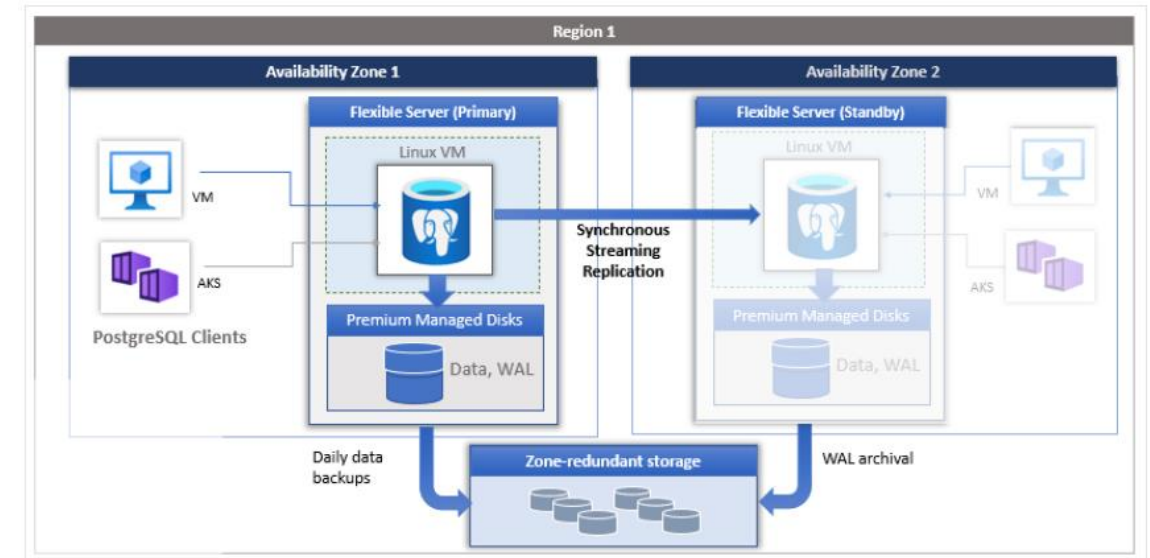 Region 1
Availability Zone 1
Flexible Server (Primary)
Linux VM
VM
AKS
PostgreSQL Clients
Premium Managed Disks
Data, WAL
Synchronous
Streaming
Replication
Availability Zone 2
Flexible Server (Standby)
Linux VM
VM
AKS
Premium Managed Disks
Data, WAL
Daily data
backups
Zone-redundant storage
WAL archival